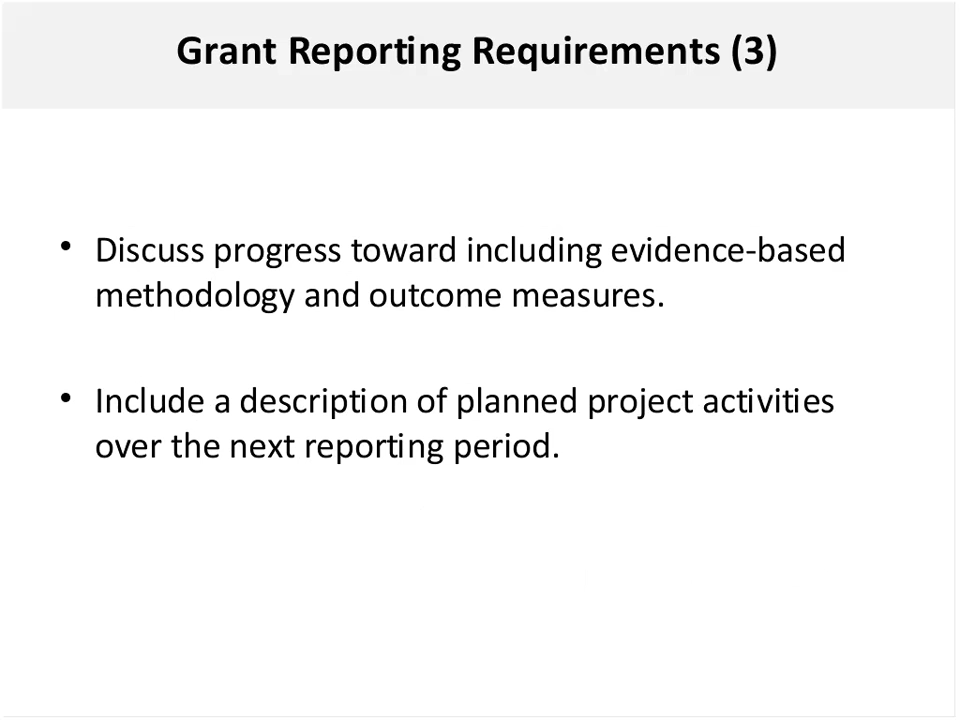 Grant Reporting Requirements (3)
• Discuss progress toward including evidence-based
methodology and outcome measures.
• Include a description of planned project activities
over the next reporting period.